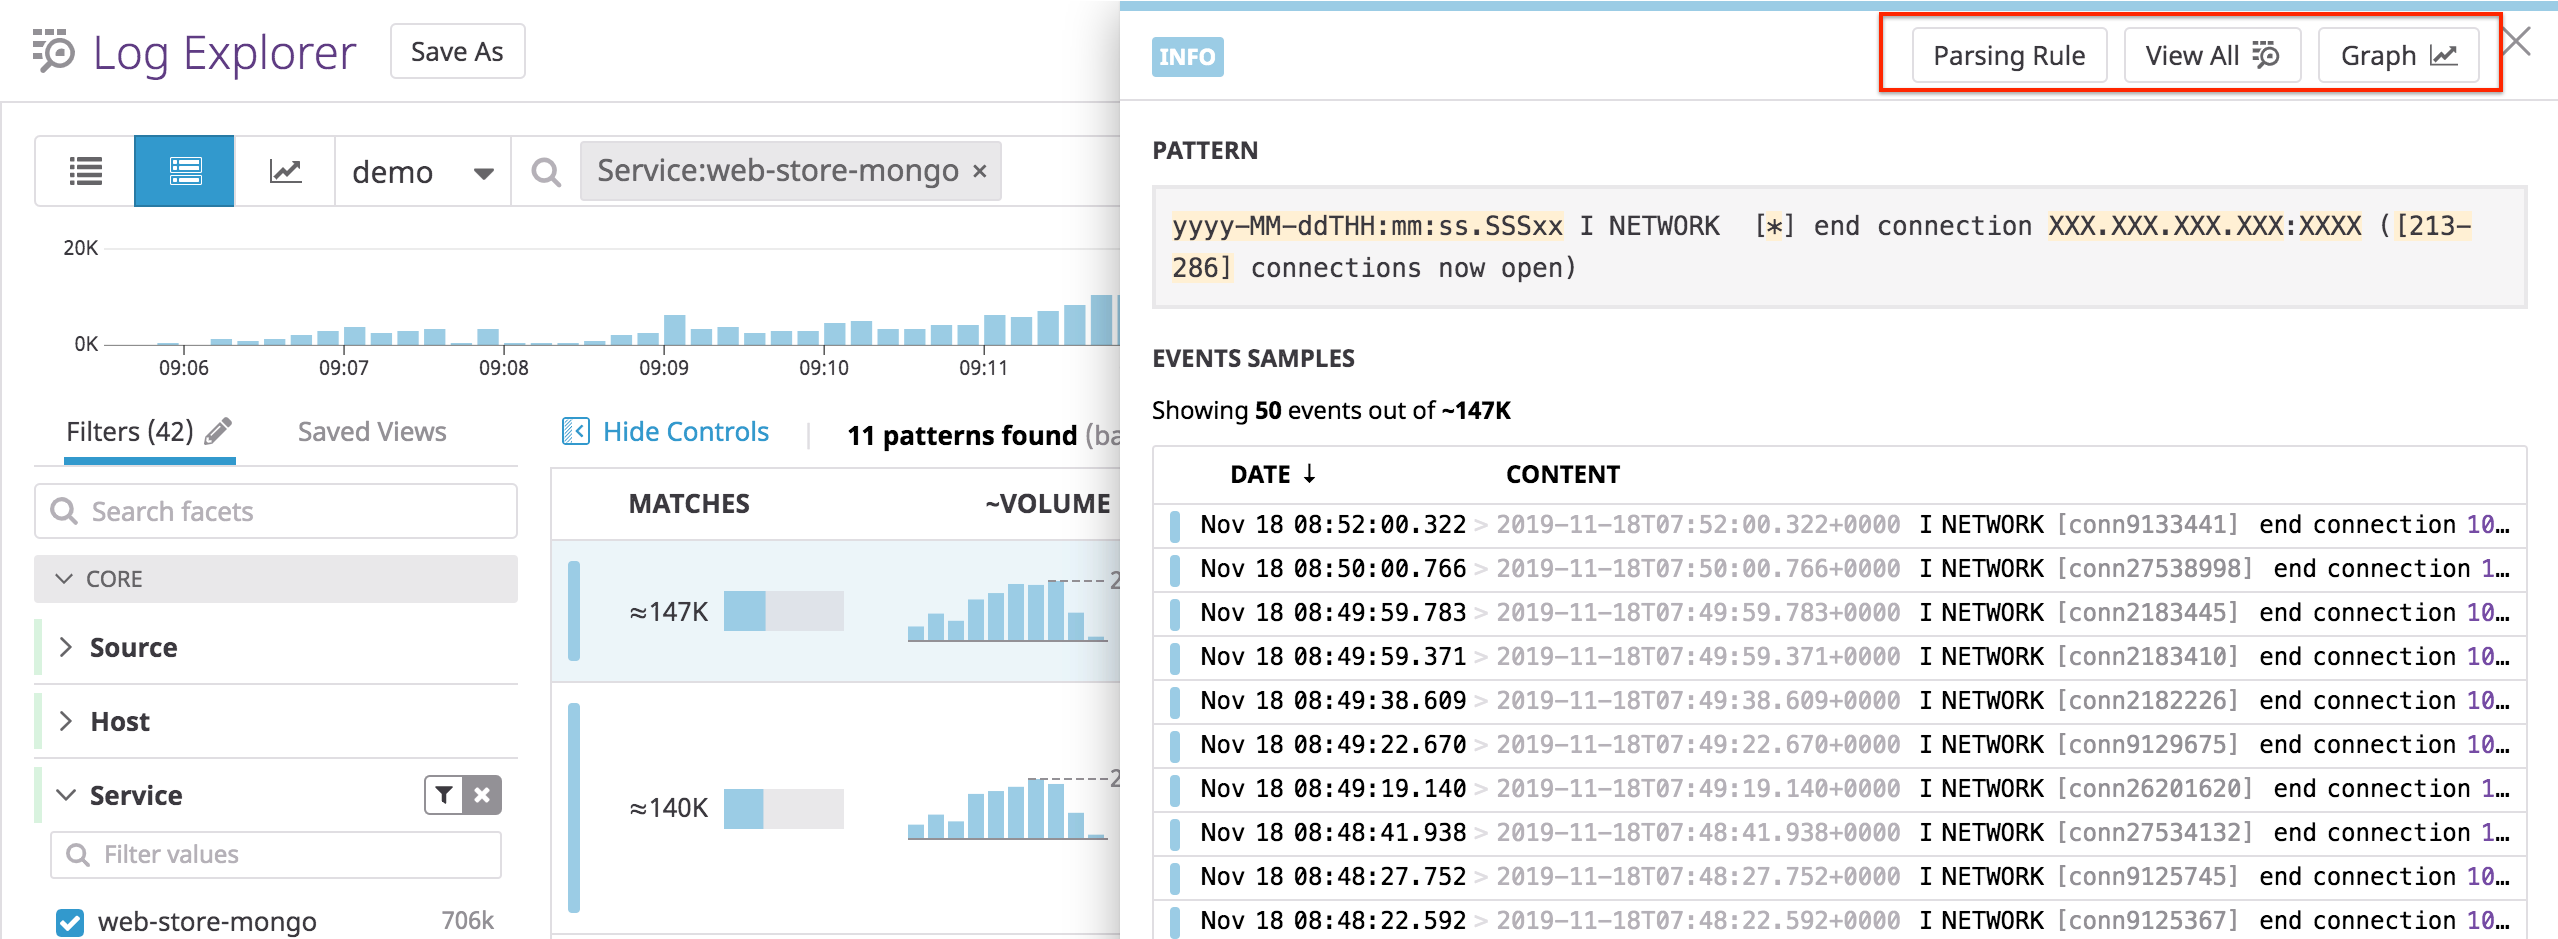 Log Explorer
Save As
demo
Service:web-store-mongo ×
20K
0K
09:06 09:07 09:08 09:09 09:10 09:11
Filters (42)
Saved Views
Hide Controls
11 patterns found (ba
Search facets
CORE
Source
Host
Service
Filter values
web-store-mongo 706k
MATCHES ~VOLUME
≈147K 2
≈140K 2
INFO
Parsing Rule
View All
Graph
PATTERN
yyyy-MM-ddTHH:mm:ss.SSSxx I NETWORK [*] end connection XXX.XXX.XXX.XXX:XXXX ([213-
286] connections now open)
EVENTS SAMPLES
Showing 50 events out of ~147K
DATE ↓ CONTENT
Nov 18 08:52:00.322 > 2019-11-18T07:52:00.322+0000 I NETWORK [conn9133441] end connection 10…
Nov 18 08:50:00.766 > 2019-11-18T07:50:00.766+0000 I NETWORK [conn27538998] end connection 1…
Nov 18 08:49:59.783 > 2019-11-18T07:49:59.783+0000 I NETWORK [conn2183445] end connection 10…
Nov 18 08:49:59.371 > 2019-11-18T07:49:59.371+0000 I NETWORK [conn2183410] end connection 10…
Nov 18 08:49:38.609 > 2019-11-18T07:49:38.609+0000 I NETWORK [conn2182226] end connection 10…
Nov 18 08:49:22.670 > 2019-11-18T07:49:22.670+0000 I NETWORK [conn9129675] end connection 10…
Nov 18 08:49:19.140 > 2019-11-18T07:49:19.140+0000 I NETWORK [conn26201620] end connection 1…
Nov 18 08:48:41.938 > 2019-11-18T07:48:41.938+0000 I NETWORK [conn27534132] end connection 1…
Nov 18 08:48:27.752 > 2019-11-18T07:48:27.752+0000 I NETWORK [conn9125745] end connection 10…
Nov 18 08:48:22.592 > 2019-11-18T07:48:22.592+0000 I NETWORK [conn9125367] end connection 10…